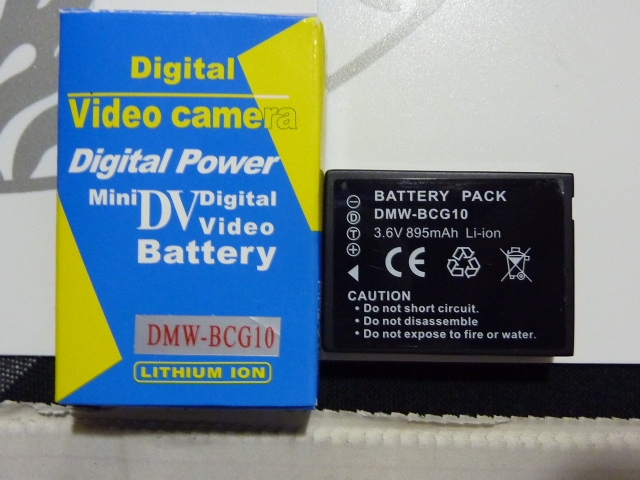 Digital
Video camera
Digital Power
Mini DV Digital
Video
Battery
DMW-BCG10
LITHIUM ION
BATTERY PACK
DMW-BCG10
3.6V 895mAh Li-ion
D
T
CE
CAUTION
• Do not short circuit.
• Do not disassemble
• Do not expose to fire or water.